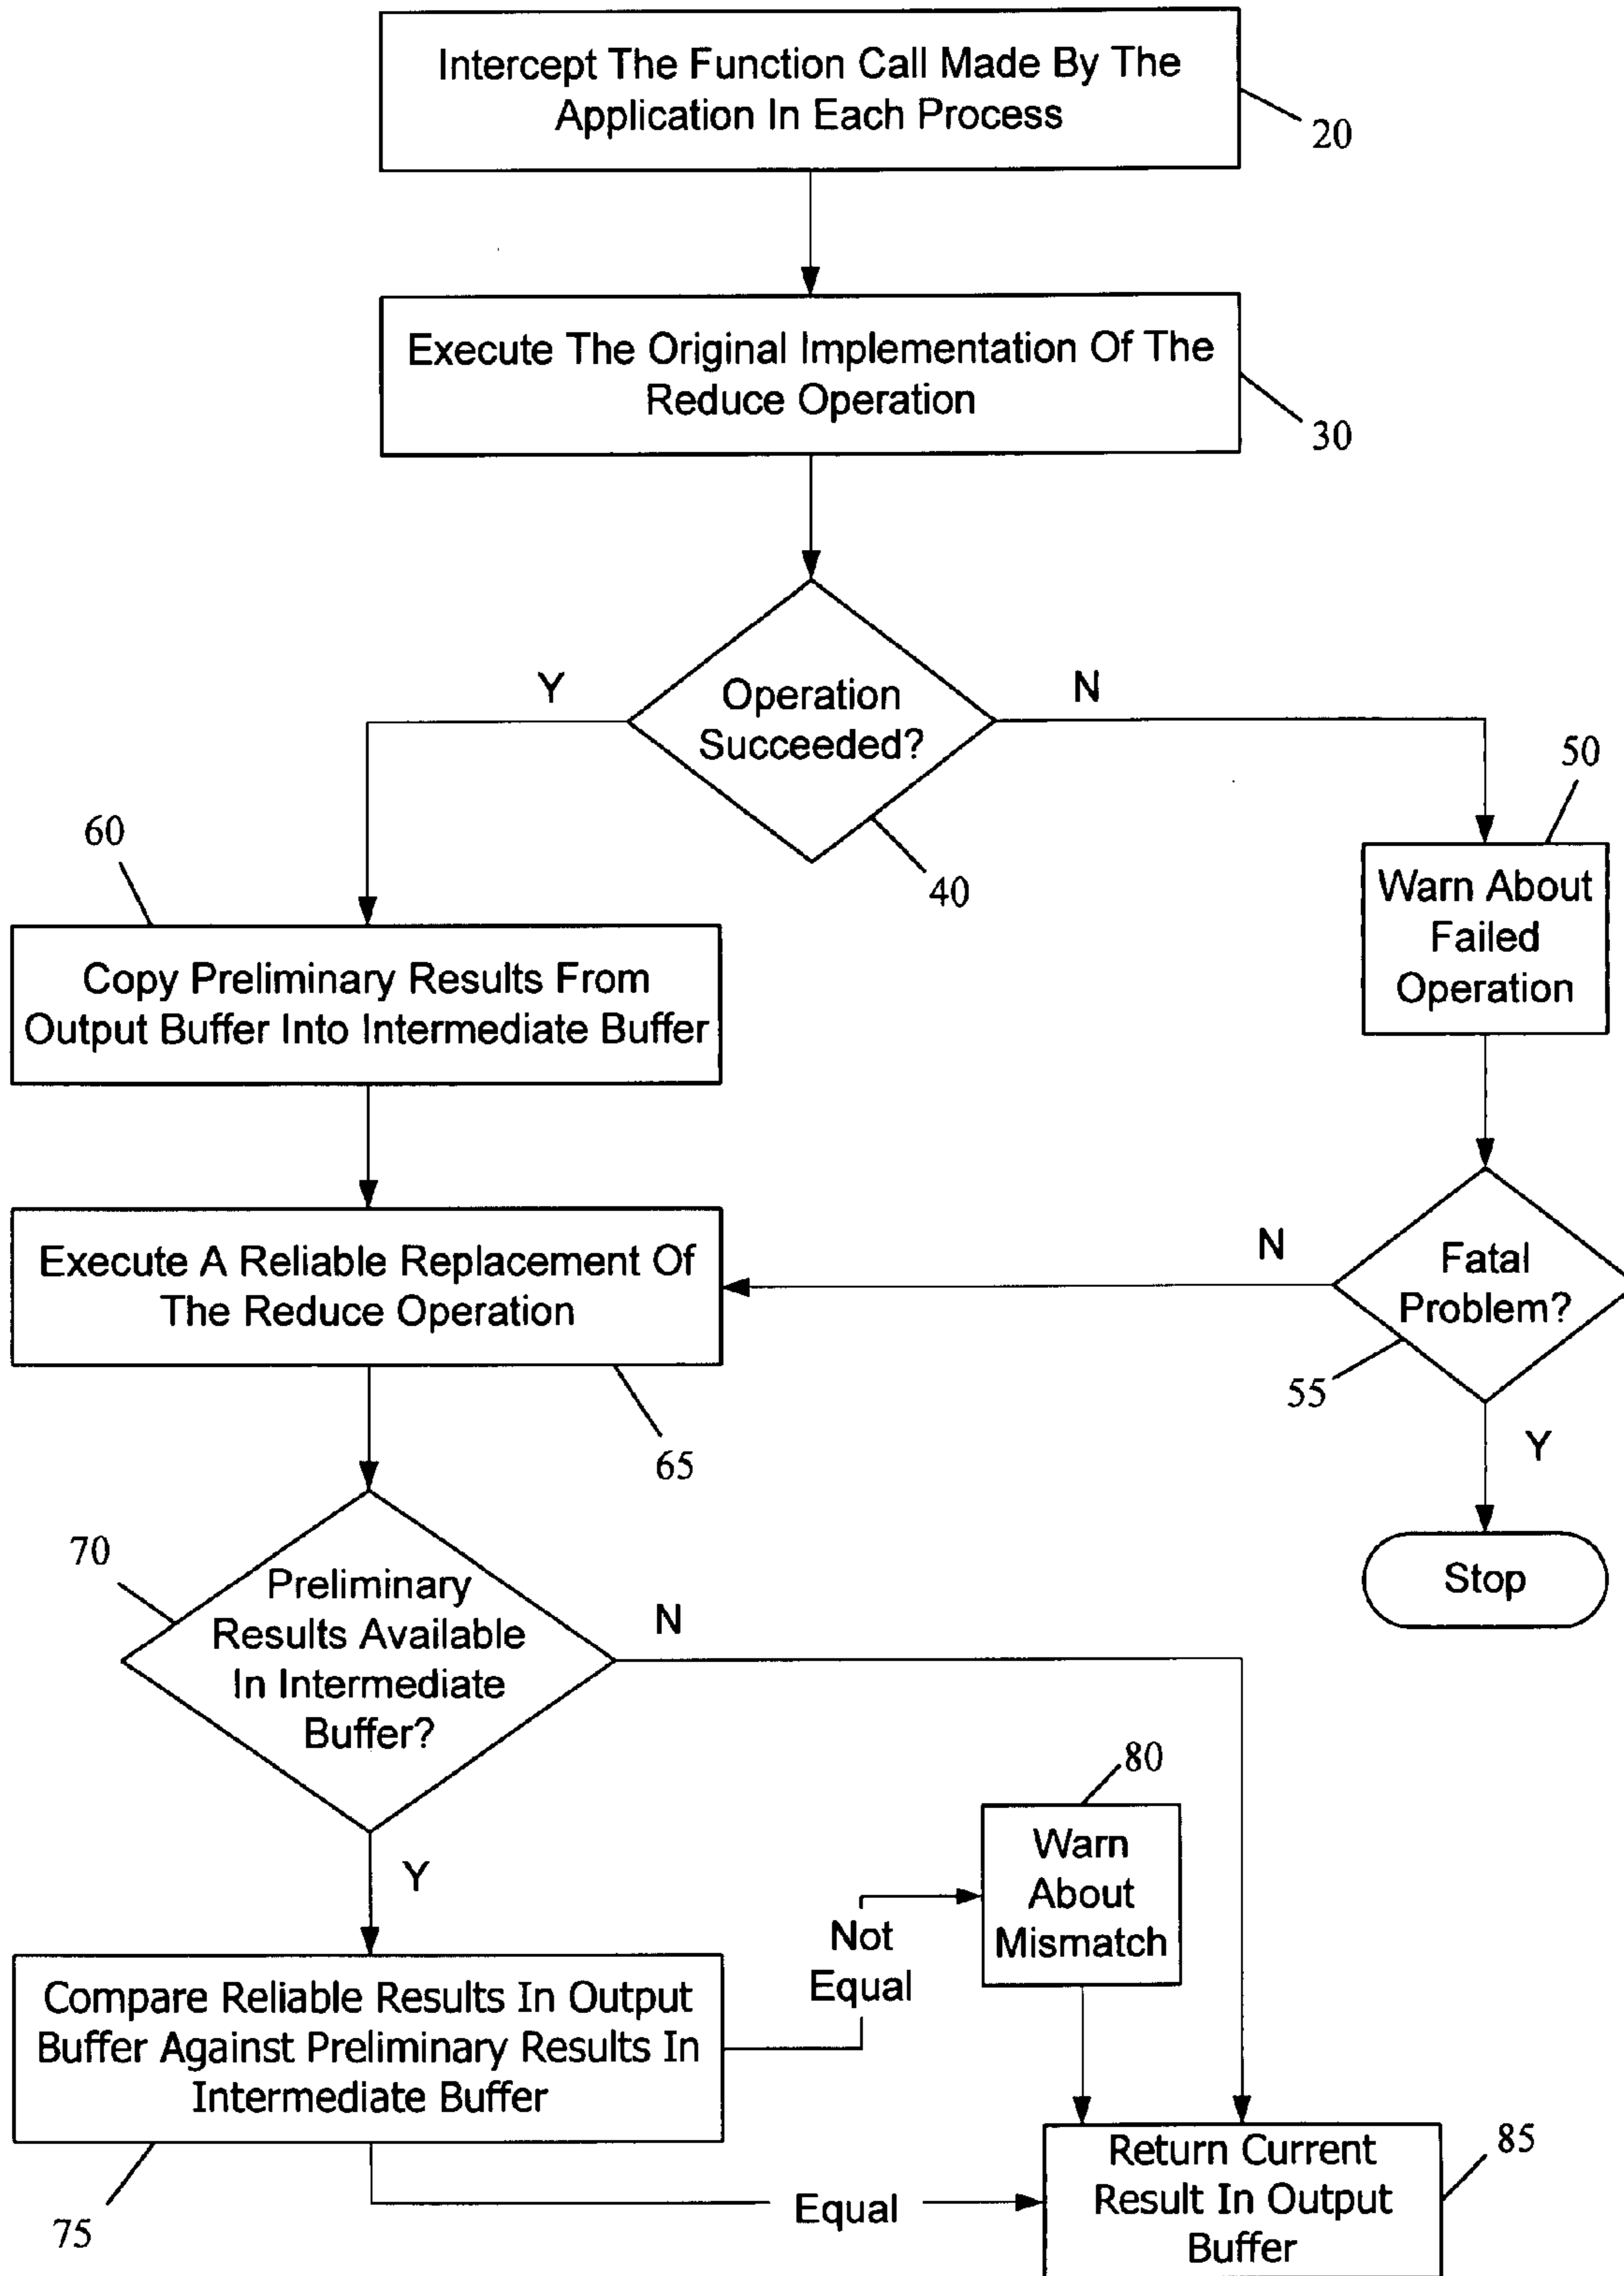 Intercept The Function Call Made By The
Application In Each Process
20
Execute The Original Implementation Of The
Reduce Operation
30
Operation
Succeeded?
Y
N
40
50
Warn About
Failed
Operation
60
Copy Preliminary Results From
Output Buffer Into Intermediate Buffer
Execute A Reliable Replacement Of
The Reduce Operation
65
N
Fatal
Problem?
55
Y
Stop
70
Preliminary
Results Available
In Intermediate
Buffer?
N
Y
80
Warn
About
Mismatch
Not
Equal
Compare Reliable Results In Output
Buffer Against Preliminary Results In
Intermediate Buffer
75
Equal
Return Current
Result In Output
Buffer
85